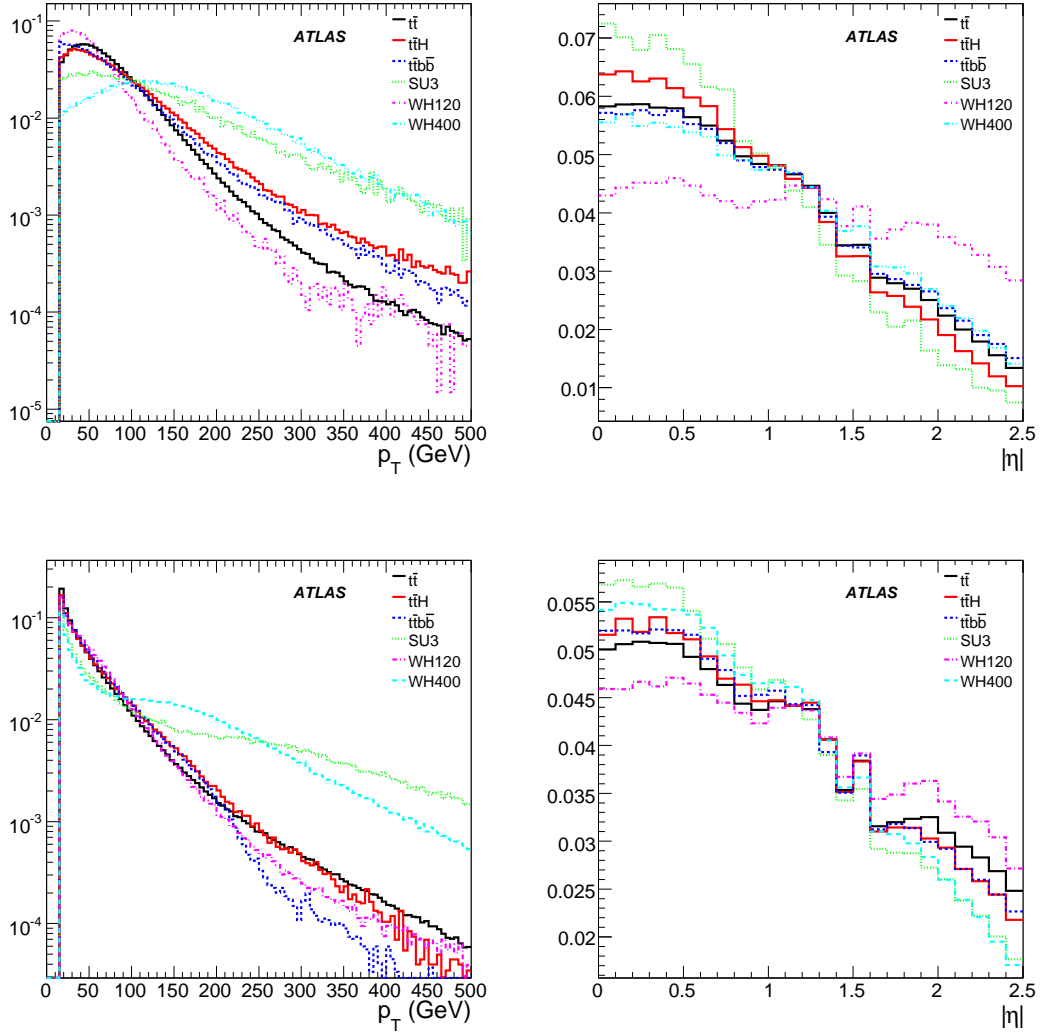 10⁻¹
10⁻²
10⁻³
10⁻⁴
10⁻⁵
0 50 100 150 200 250 300 350 400 450 500
p_T (GeV)
ATLAS
tt̄
tt̄H
tt̄bb̄
SU3
WH120
WH400
0.07
0.06
0.05
0.04
0.03
0.02
0.01
0 0.5 1 1.5 2 2.5
|η|
ATLAS
tt̄
tt̄H
tt̄bb̄
SU3
WH120
WH400
10⁻¹
10⁻²
10⁻³
10⁻⁴
0 50 100 150 200 250 300 350 400 450 500
p_T (GeV)
ATLAS
tt̄
tt̄H
tt̄bb̄
SU3
WH120
WH400
0.055
0.05
0.045
0.04
0.035
0.03
0.025
0.02
0 0.5 1 1.5 2 2.5
|η|
ATLAS
tt̄
tt̄H
tt̄bb̄
SU3
WH120
WH400